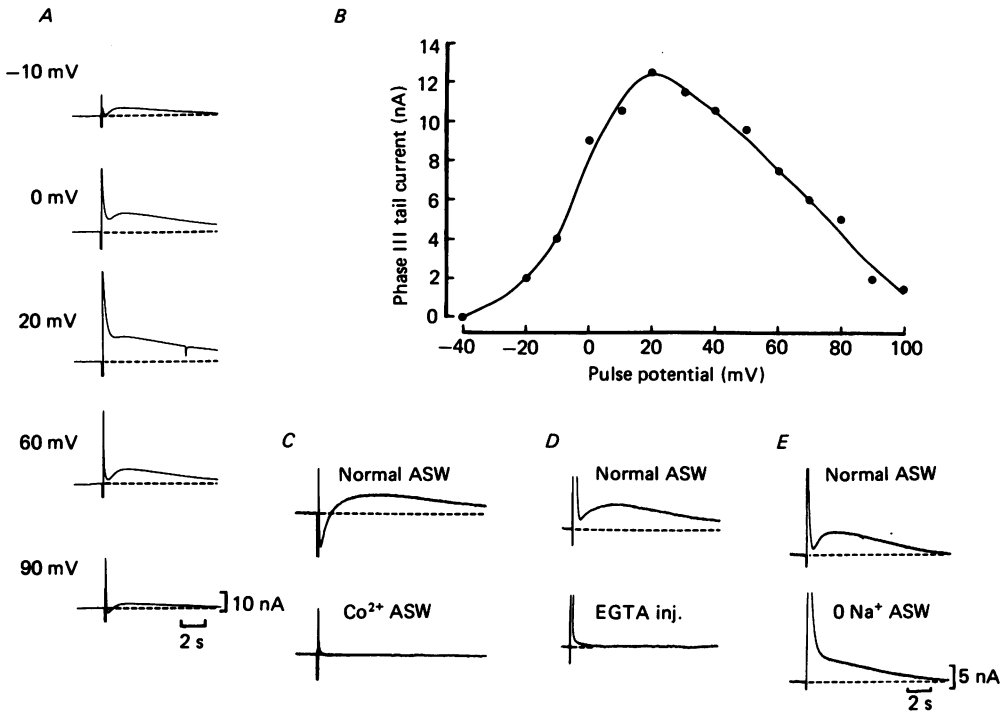 A
−10 mV
0 mV
20 mV
60 mV
90 mV
10 nA
2 s
B
Phase III tail current (nA)
14
12
10
8
6
4
2
0
−40
−20
0
20
40
60
80
100
Pulse potential (mV)
C
Normal ASW
Co²⁺ ASW
D
Normal ASW
EGTA inj.
E
Normal ASW
0 Na⁺ ASW
5 nA
2 s